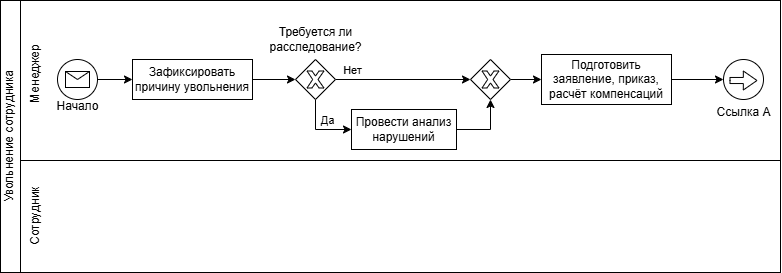 Увольнение сотрудника
Менеджер
Начало
Зафиксировать
причину увольнения
Требуется ли
расследование?
Нет
Да
Провести анализ
нарушений
Подготовить
заявление, приказ,
расчёт компенсаций
Ссылка А
Сотрудник